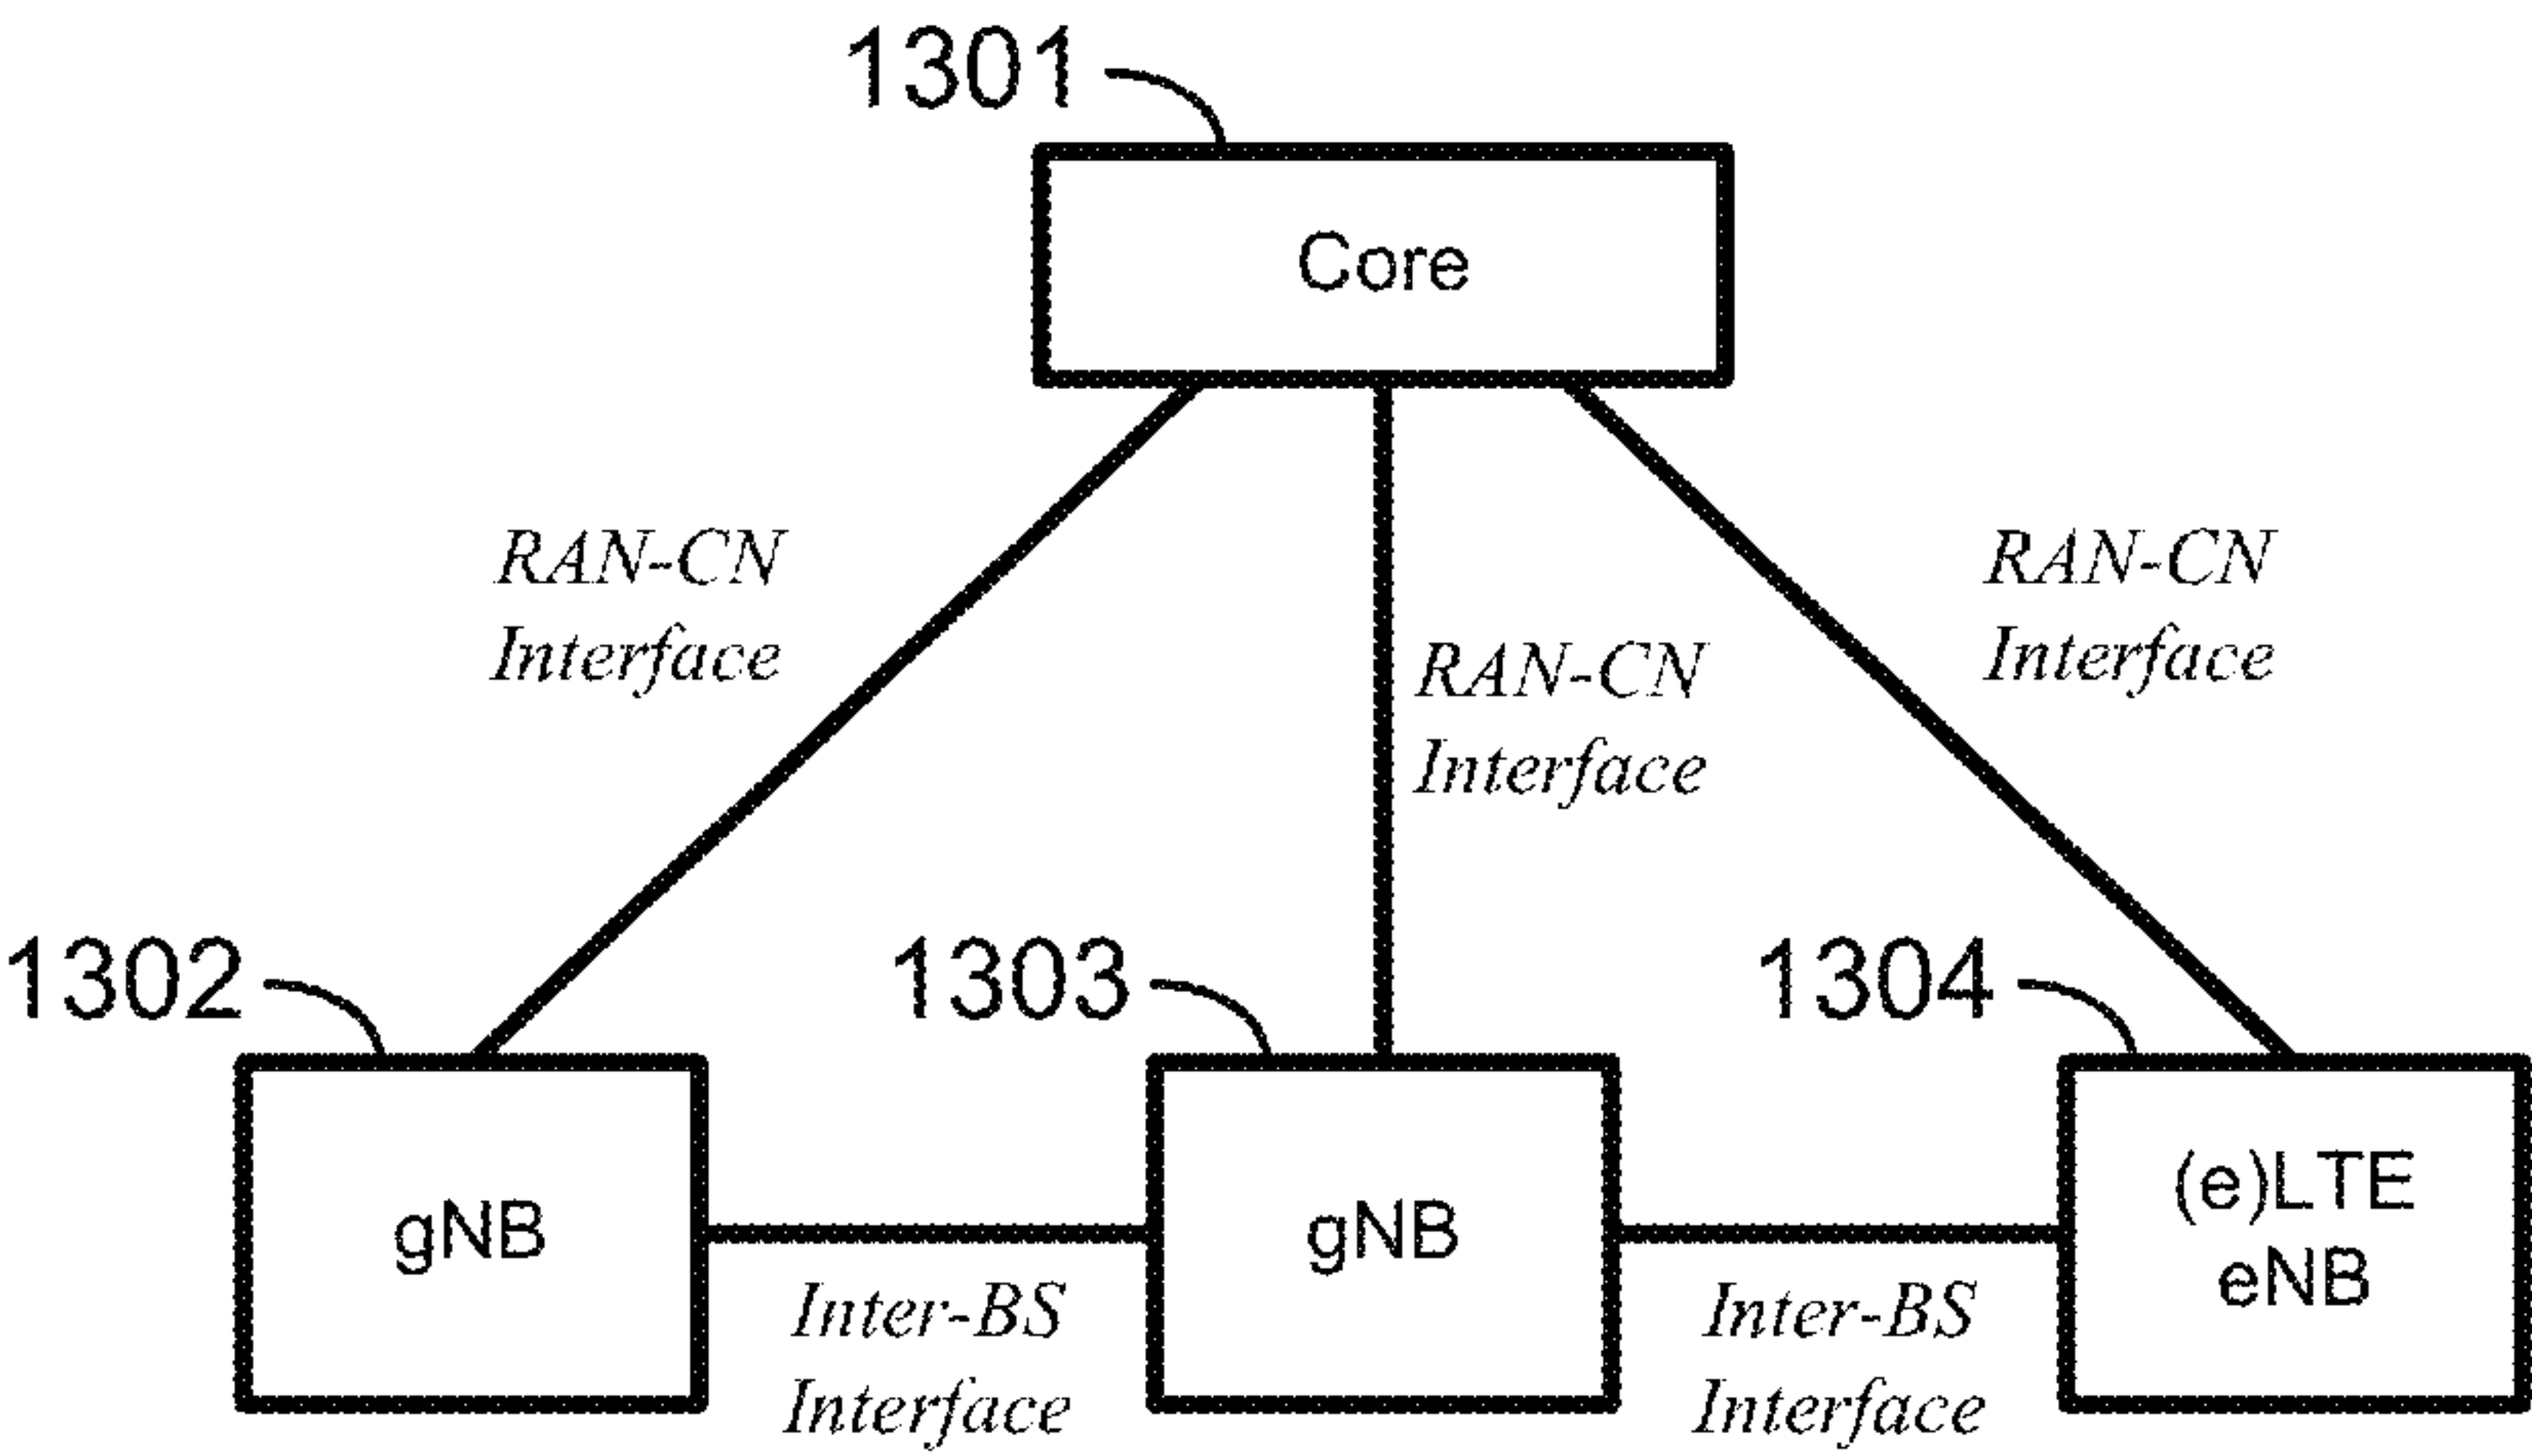 1301
Core
RAN-CN
Interface
RAN-CN
Interface
RAN-CN
Interface
1302
1303
1304
gNB
gNB
(e)LTE
eNB
Inter-BS
Interface
Inter-BS
Interface